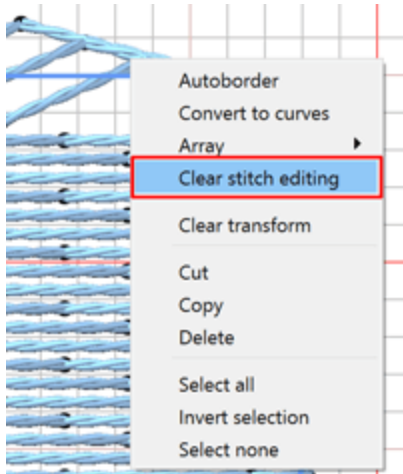 Autoborder
Convert to curves
Array
Clear stitch editing
Clear transform
Cut
Copy
Delete
Select all
Invert selection
Select none